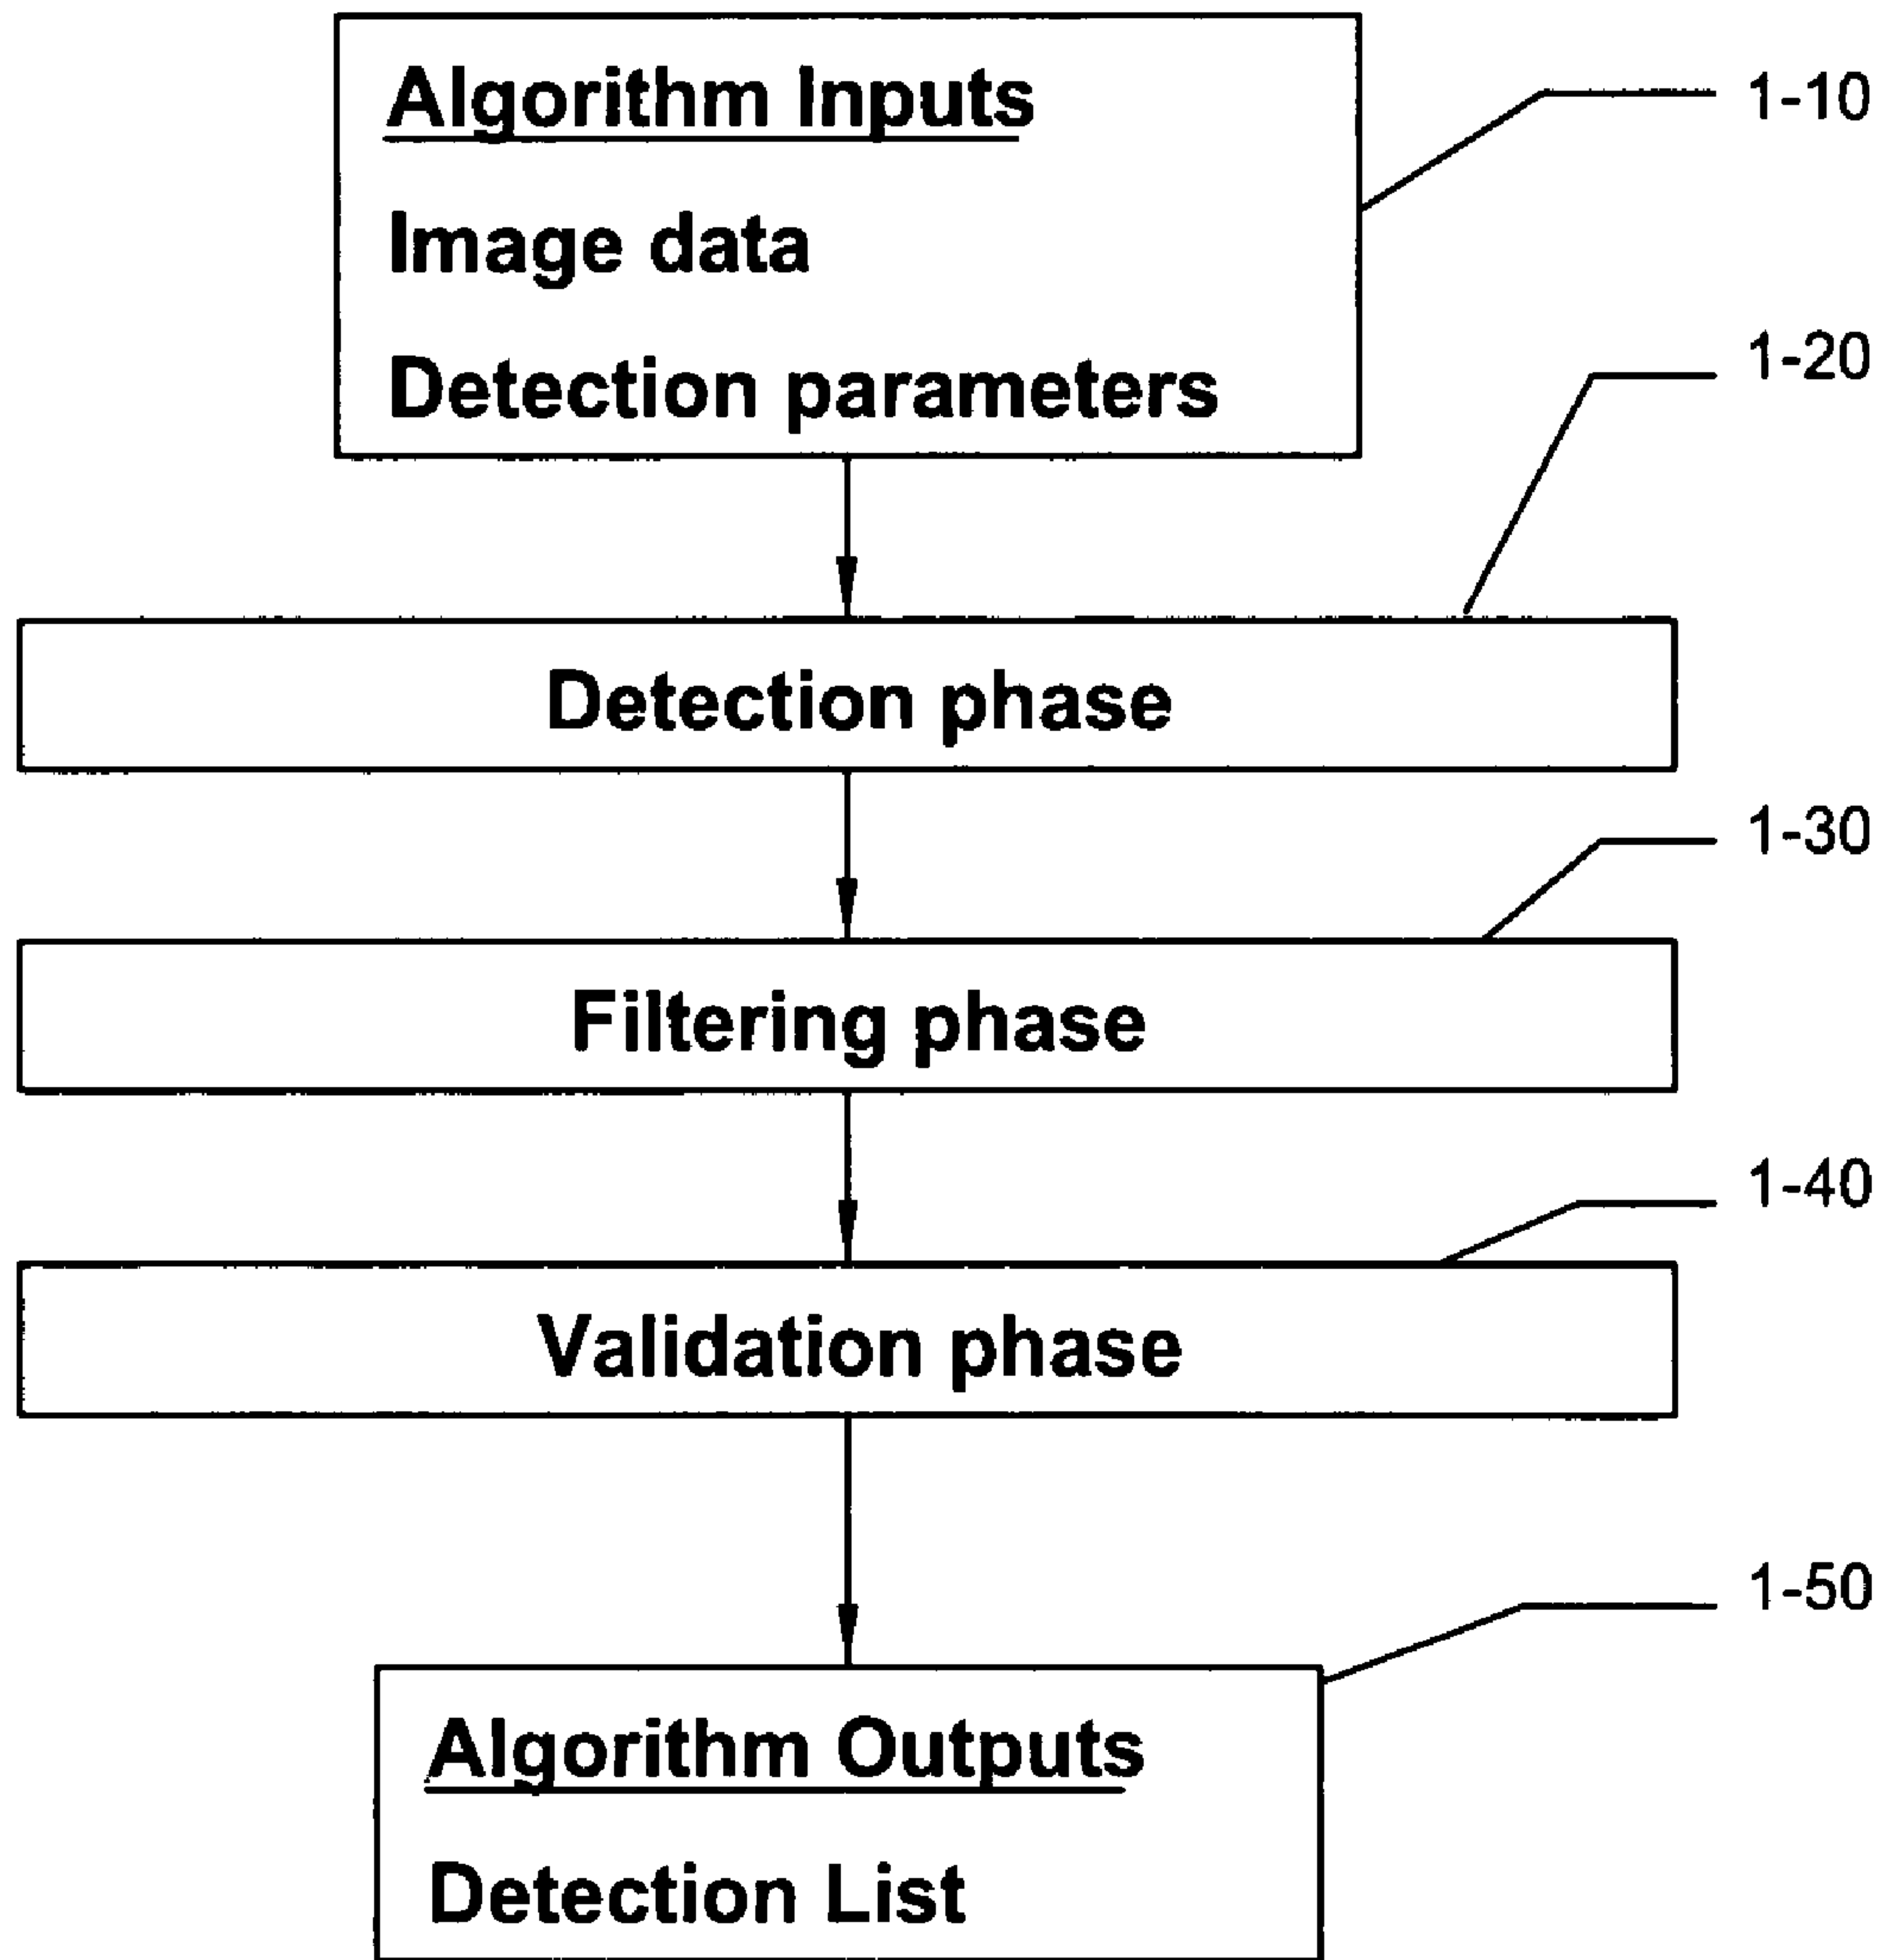 Algorithm Inputs
1-10
Image data
Detection parameters
1-20
Detection phase
1-30
Filtering phase
1-40
Validation phase
1-50
Algorithm Outputs
Detection List